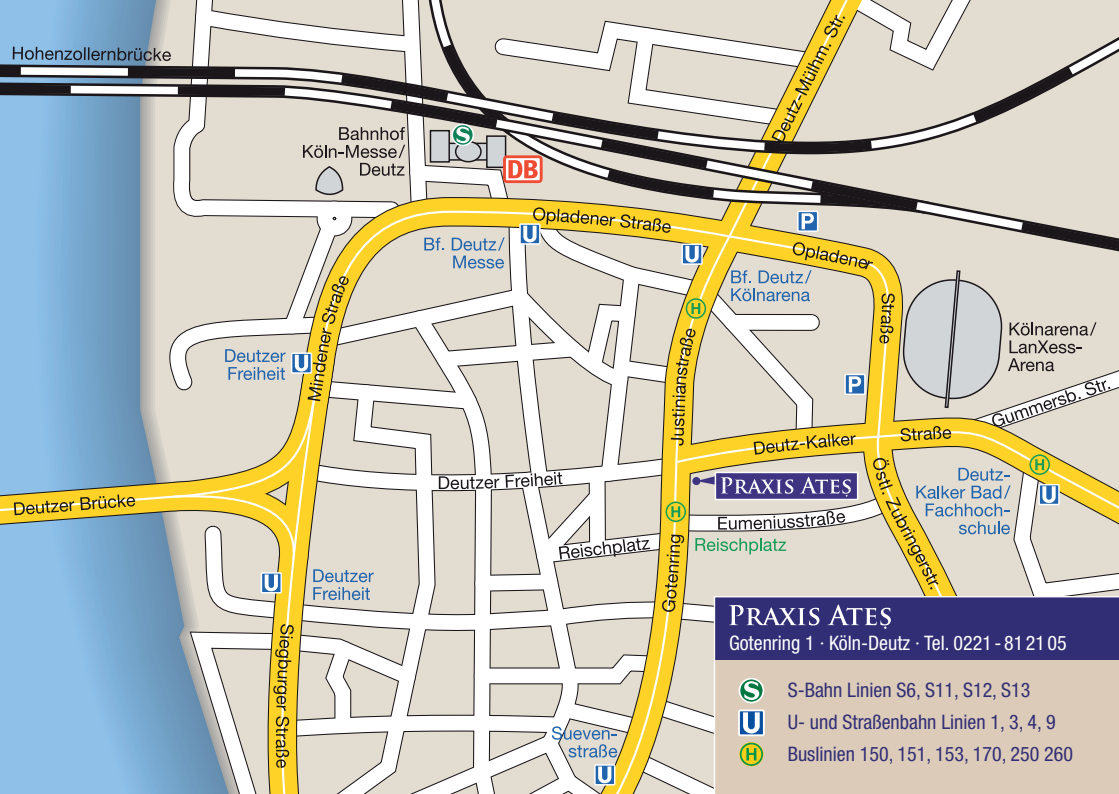 Hohenzollernbrücke
Deutz-Mülhm. Str.
Bahnhof
Köln-Messe/
Deutz
S
DB
Opladener Straße
P
U
Bf. Deutz/
Messe
U
Opladener
Straße
Bf. Deutz/
Kölnarena
H
Mindener Straße
Kölnarena/
LanXess-
Arena
Deutzer
Freiheit
U
Justinianstraße
P
Gummersb. Str.
Deutz-Kalker
Straße
Deutzer Freiheit
PRAXIS ATEŞ
Östl. Zubringerstr.
H
Deutz-
Kalker Bad/
Fachhoch-
schule
U
Deutzer Brücke
H
Eumeniusstraße
Reischplatz
Reischplatz
Gotenring
U
Deutzer
Freiheit
Siegburger Straße
Sueven-
straße
U
PRAXIS ATEŞ
Gotenring 1 · Köln-Deutz · Tel. 0221 - 81 21 05
S S-Bahn Linien S6, S11, S12, S13
U U- und Straßenbahn Linien 1, 3, 4, 9
H Buslinien 150, 151, 153, 170, 250 260